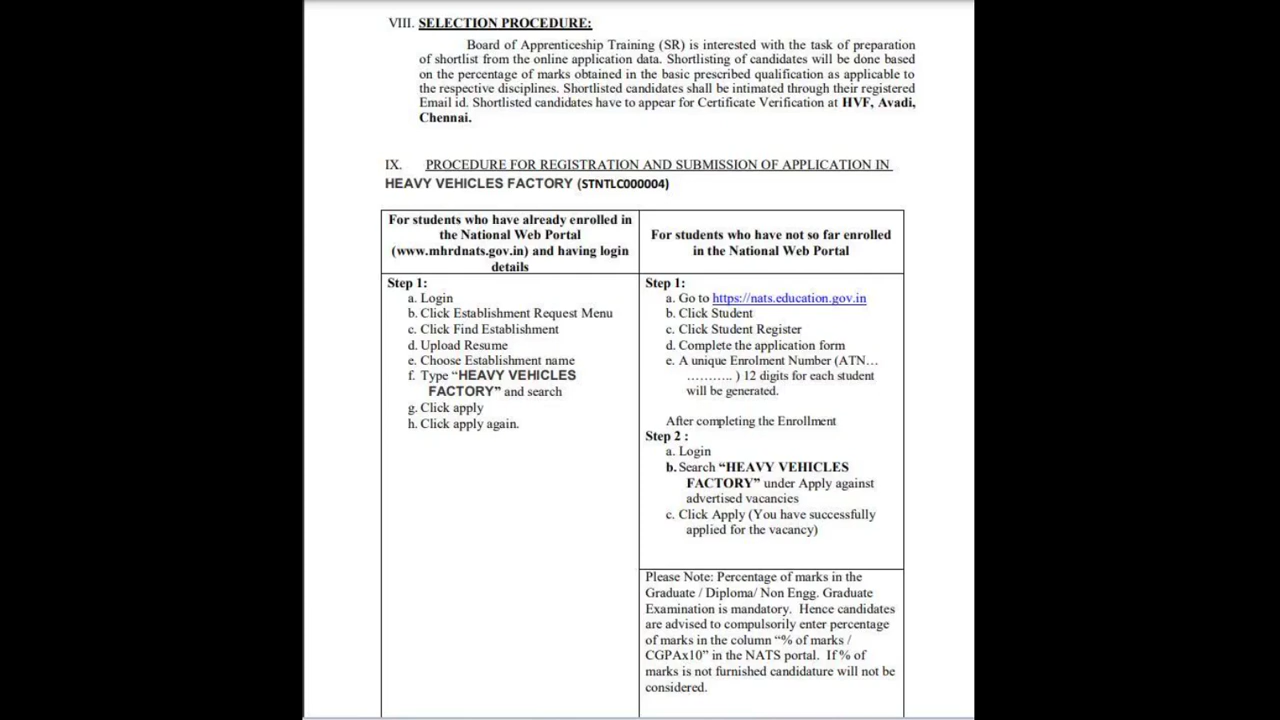 VIII. SELECTION PROCEDURE:
Board of Apprenticeship Training (SR) is interested with the task of preparation
of shortlist from the online application data. Shortlisting of candidates will be done based
on the percentage of marks obtained in the basic prescribed qualification as applicable to
the respective disciplines. Shortlisted candidates shall be intimated through their registered
Email id. Shortlisted candidates have to appear for Certificate Verification at HVF, Avadi,
Chennai.
IX. PROCEDURE FOR REGISTRATION AND SUBMISSION OF APPLICATION IN
HEAVY VEHICLES FACTORY (STNTLC000004)
For students who have already enrolled in
the National Web Portal
(www.mhrdnats.gov.in) and having login
details
Step 1:
a. Login
b. Click Establishment Request Menu
c. Click Find Establishment
d. Upload Resume
e. Choose Establishment name
f. Type “HEAVY VEHICLES
FACTORY” and search
g. Click apply
h. Click apply again.
For students who have not so far enrolled
in the National Web Portal
Step 1:
a. Go to https://nats.education.gov.in
b. Click Student
c. Click Student Register
d. Complete the application form
e. A unique Enrolment Number (ATN…
……….. ) 12 digits for each student
will be generated.
After completing the Enrollment
Step 2 :
a. Login
b. Search “HEAVY VEHICLES
FACTORY” under Apply against
advertised vacancies
c. Click Apply (You have successfully
applied for the vacancy)
Please Note: Percentage of marks in the
Graduate / Diploma/ Non Engg. Graduate
Examination is mandatory. Hence candidates
are advised to compulsorily enter percentage
of marks in the column “% of marks /
CGPAx10” in the NATS portal. If % of
marks is not furnished candidature will not be
considered.